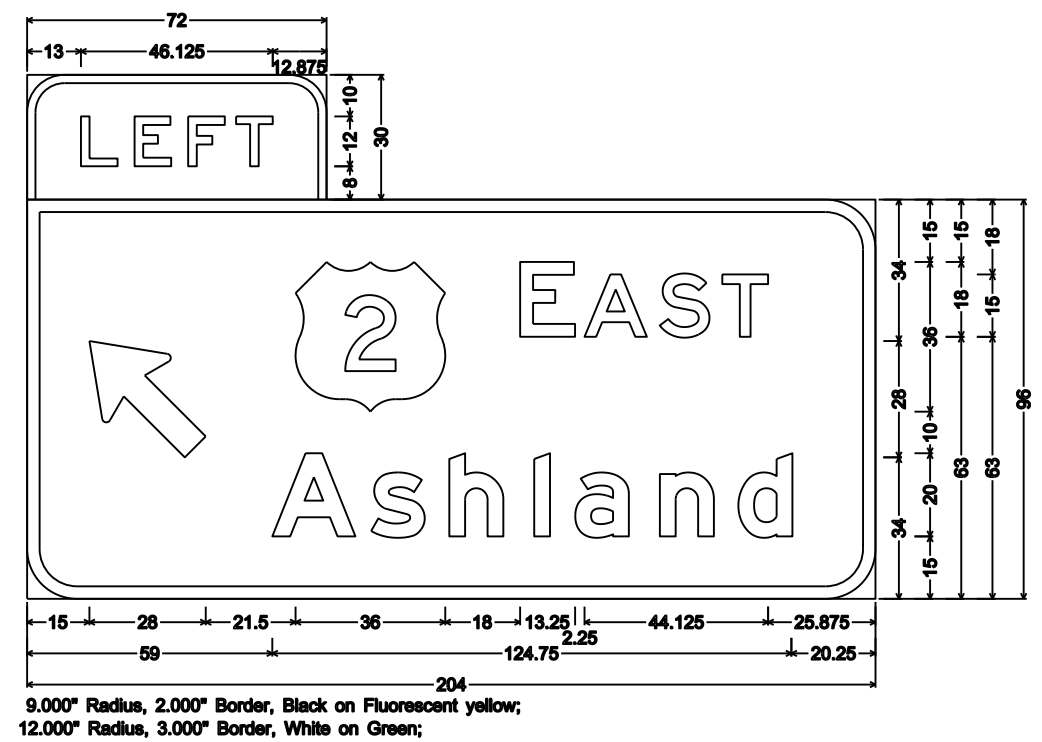 72
13 46.125 12.875
LEFT
10
12
8
30
2 EAST
Ashland
34
28
34
15
36
10
20
15
15
18
63
18
15
63
96
15 28 21.5 36 18 13.25 2.25 44.125 25.875
59 124.75 20.25
204
9.000" Radius, 2.000" Border, Black on Fluorescent yellow;
12.000" Radius, 3.000" Border, White on Green;